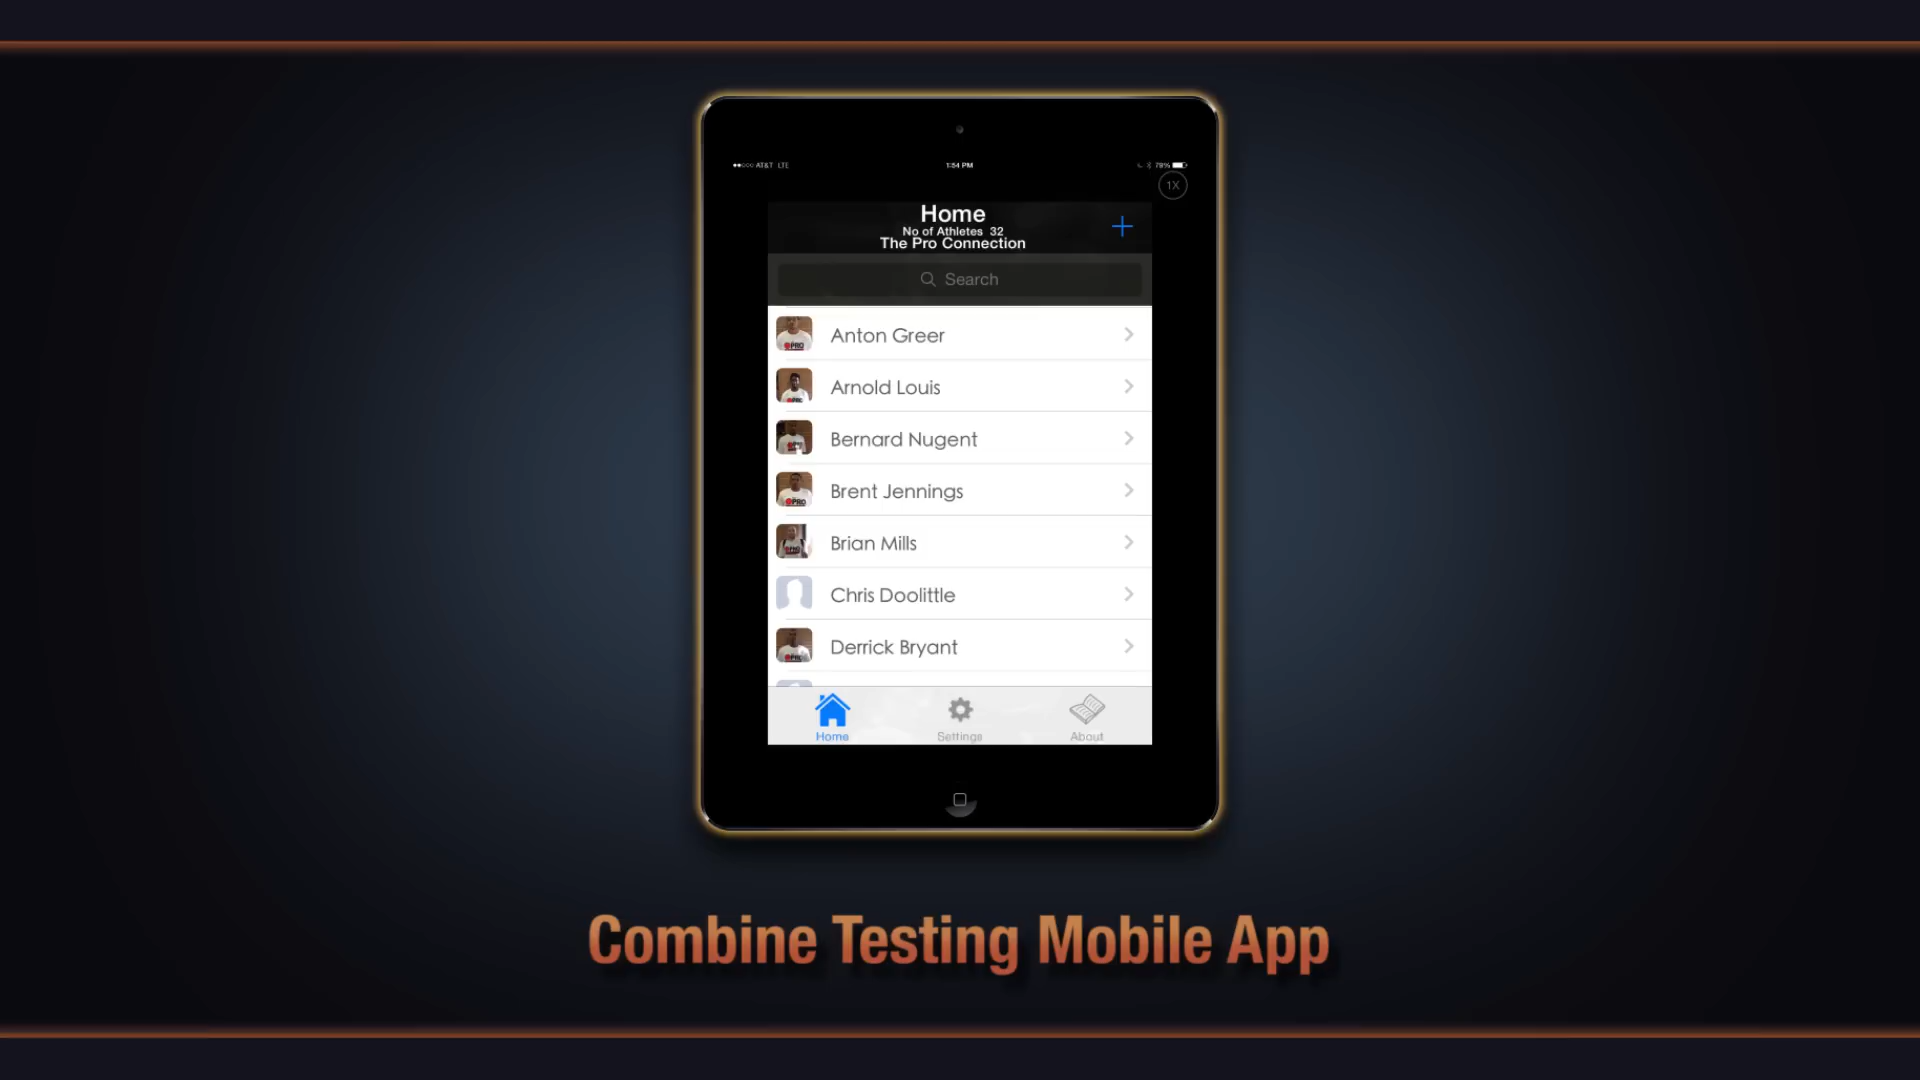 AT&T LTE
1:54 PM
79%
1X
Home
No of Athletes 32
The Pro Connection
Search
Anton Greer
Arnold Louis
Bernard Nugent
Brent Jennings
Brian Mills
Chris Doolittle
Derrick Bryant
Home
Settings
About
Combine Testing Mobile App